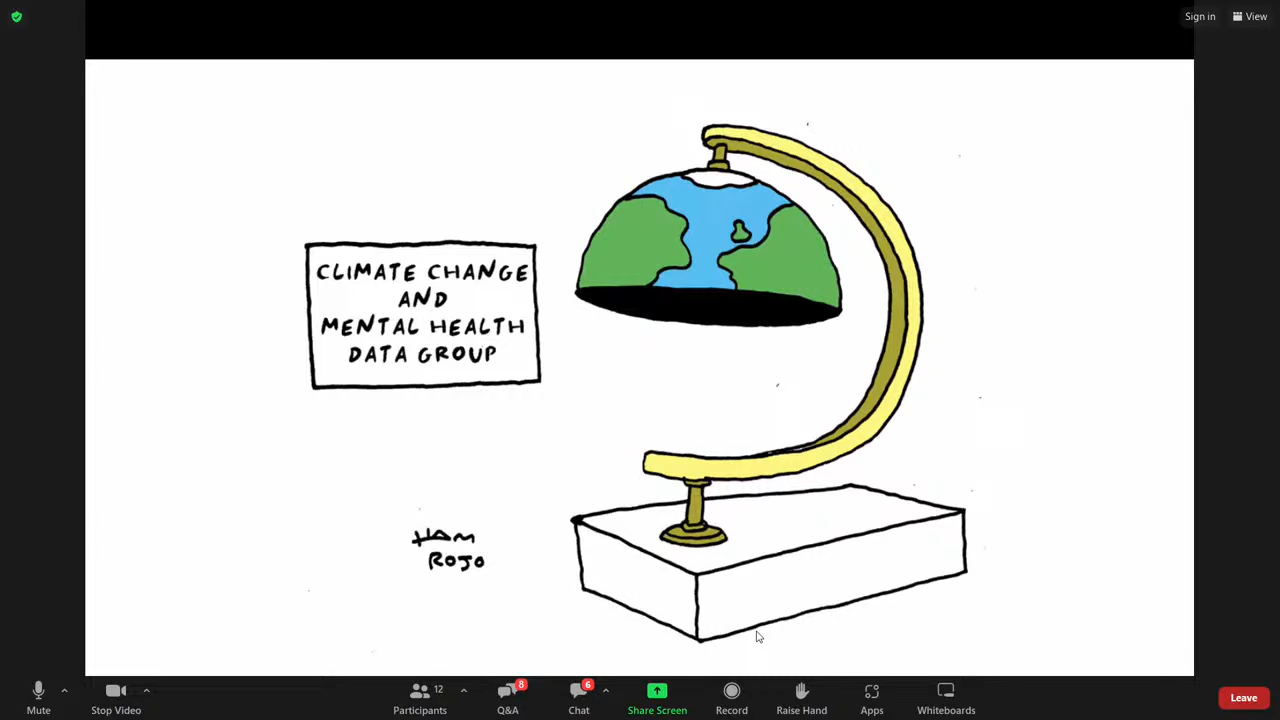 Sign in
View
CLIMATE CHANGE
AND
MENTAL HEALTH
DATA GROUP
HAM
ROJO
12
8
6
Mute
Stop Video
Participants
Q&A
Chat
Share Screen
Record
Raise Hand
Apps
Whiteboards
Leave